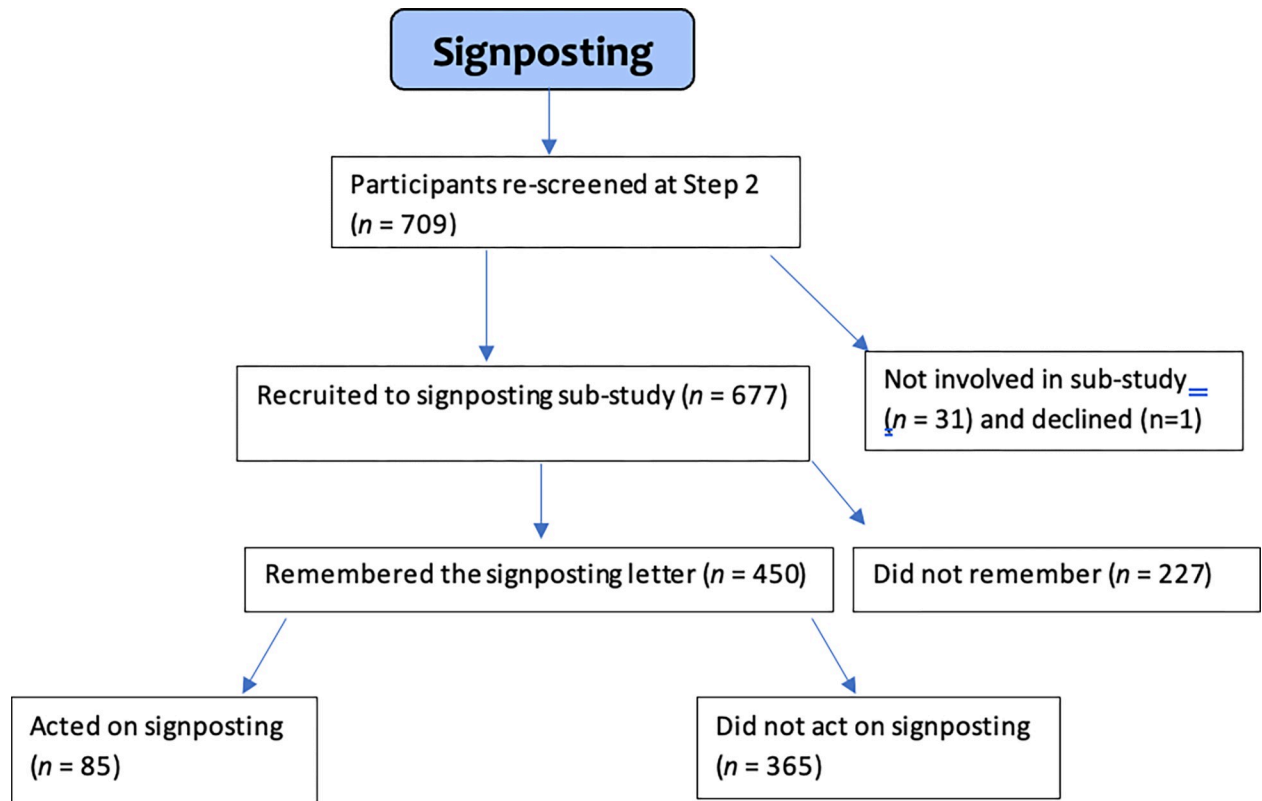 Signposting
Participants re-screened at Step 2
(n = 709)
Recruited to signposting sub-study (n = 677)
Not involved in sub-study
(n = 31) and declined (n=1)
Remembered the signposting letter (n = 450)
Did not remember (n = 227)
Acted on signposting
(n = 85)
Did not act on signposting
(n = 365)